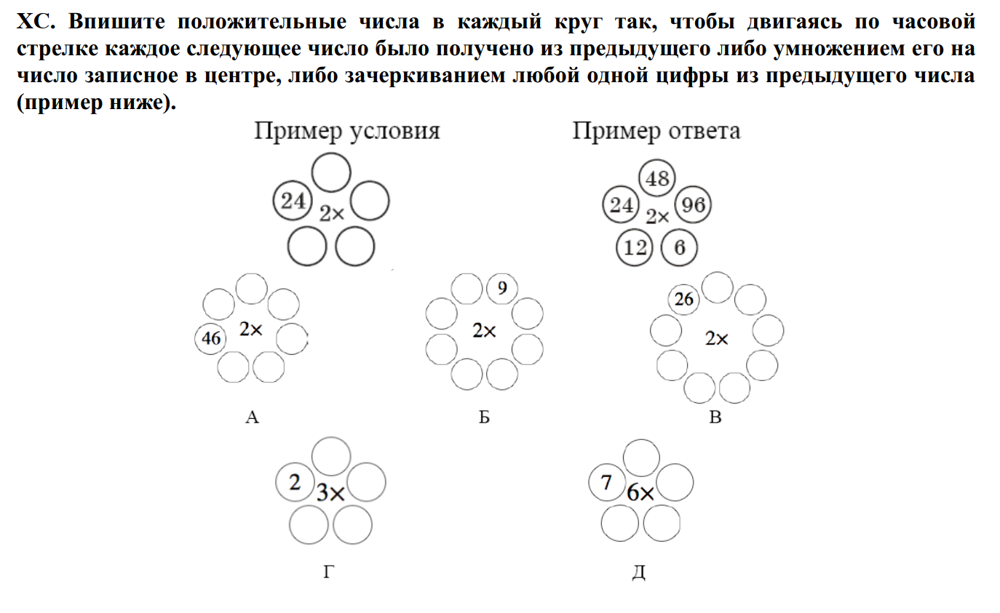 ХС. Впишите положительные числа в каждый круг так, чтобы двигаясь по часовой
стрелке каждое следующее число было получено из предыдущего либо умножением его на
число записное в центре, либо зачеркиванием любой одной цифры из предыдущего числа
(пример ниже).
Пример условия Пример ответа
24 2×
48
24 2× 96
12 6
46 2×
9
2×
26
2×
А Б В
2 3×
7 6×
Г Д